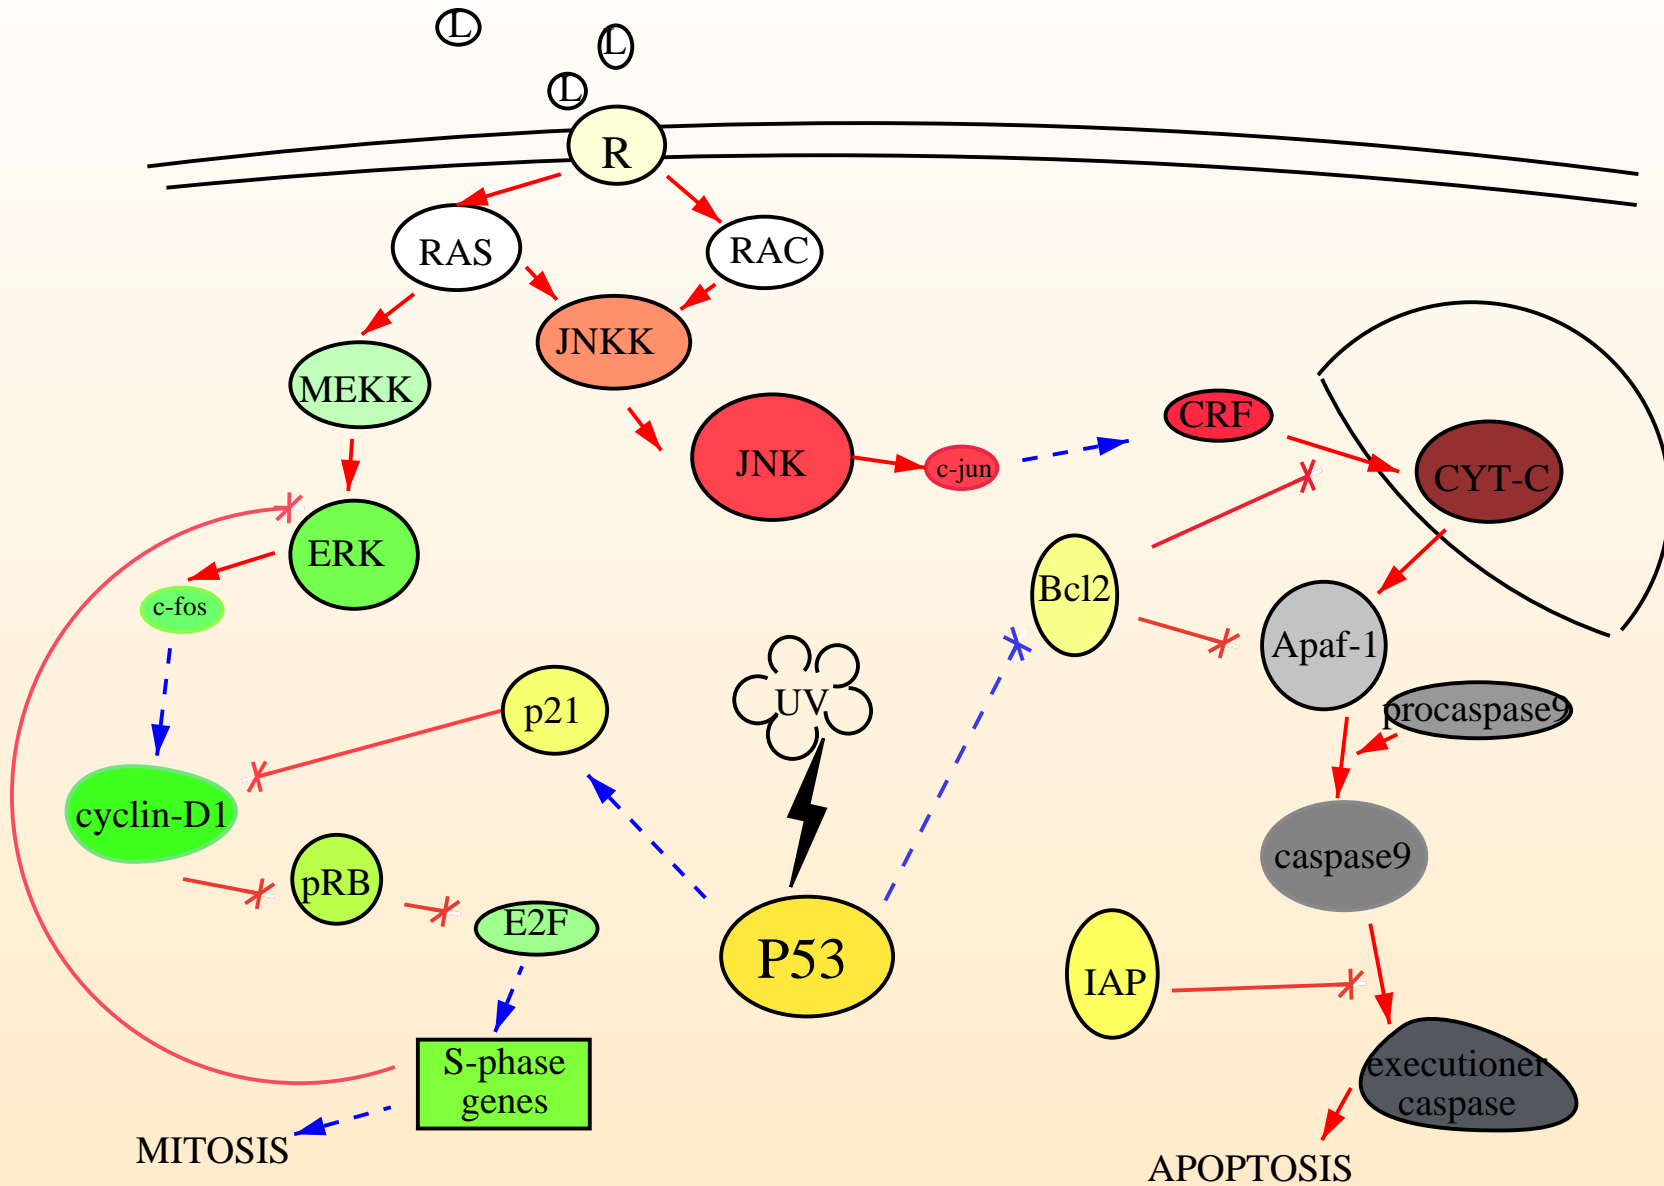 L
L
L
R
RAS
RAC
JNKK
MEKK
CRF
JNK
c-jun
CYT-C
ERK
Bcl2
c-fos
Apaf-1
UV
p21
procaspase9
cyclin-D1
caspase9
pRB
E2F
P53
IAP
S-phase
genes
executioner
caspase
MITOSIS
APOPTOSIS